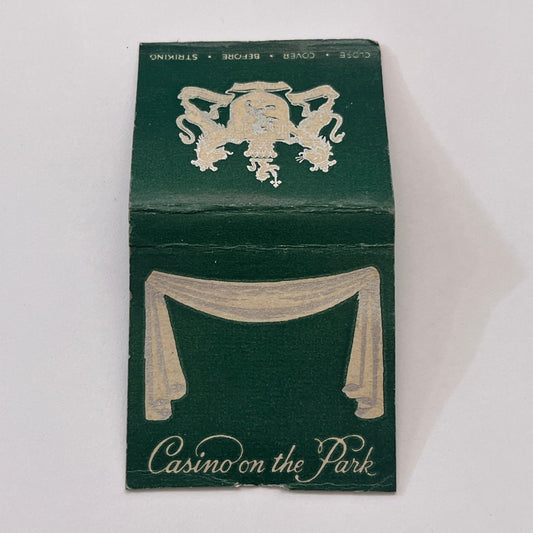 CLOSE • COVER • BEFORE • STRIKING
Casino on the Park